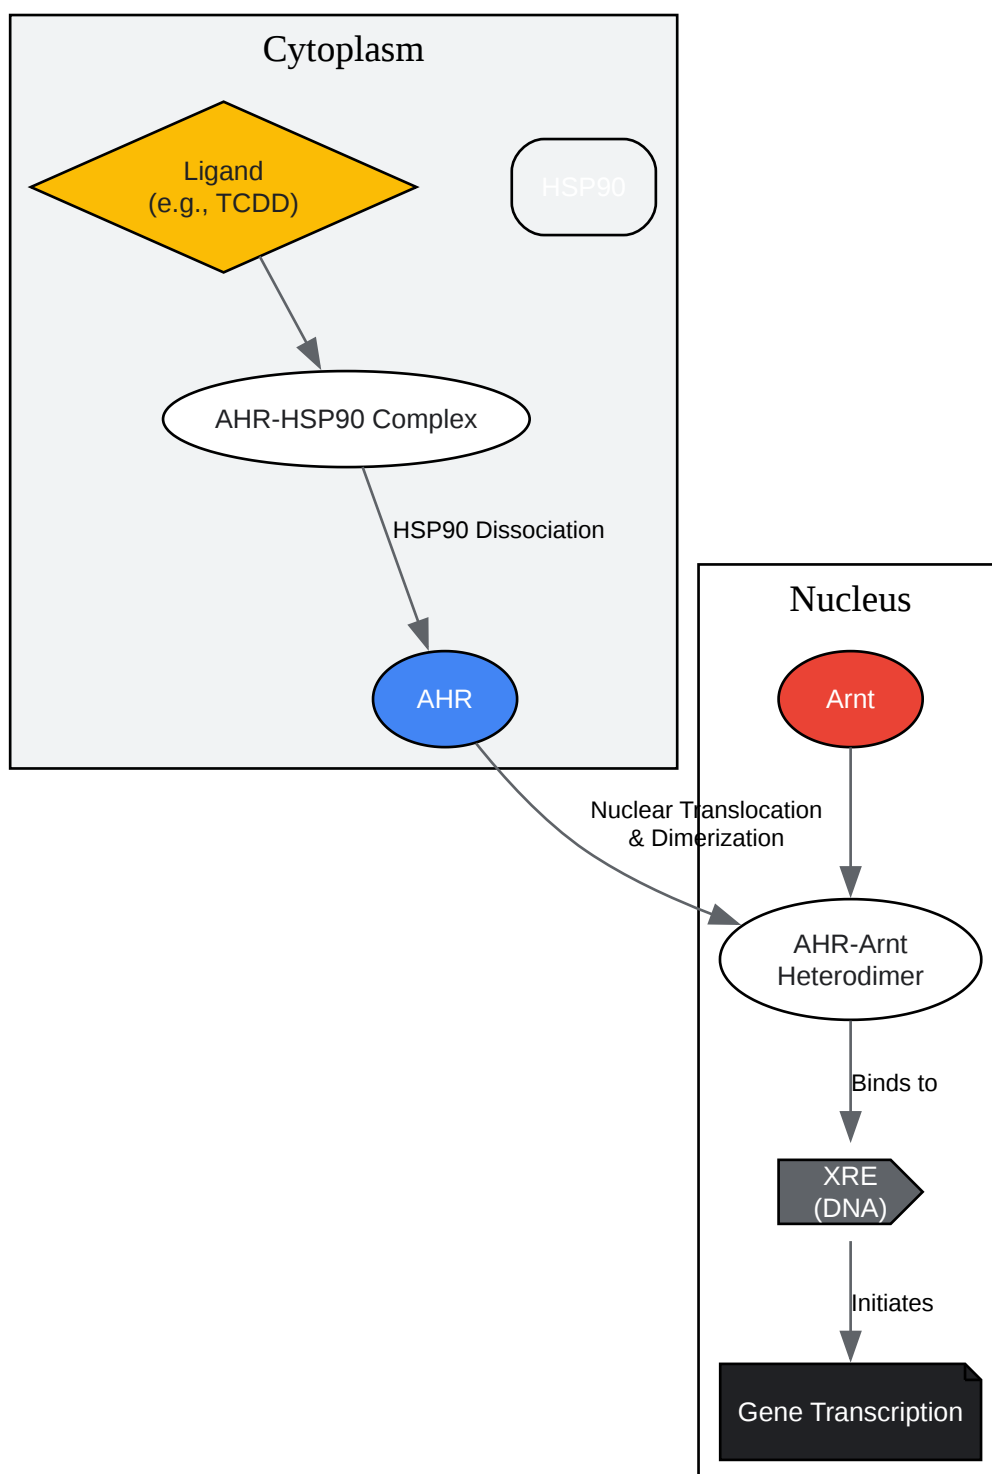 Cytoplasm
Ligand
(e.g., TCDD)
HSP90
AHR-HSP90 Complex
HSP90 Dissociation
Nucleus
AHR
Arnt
Nuclear Translocation
& Dimerization
AHR-Arnt
Heterodimer
Binds to
XRE
(DNA)
Initiates
Gene Transcription